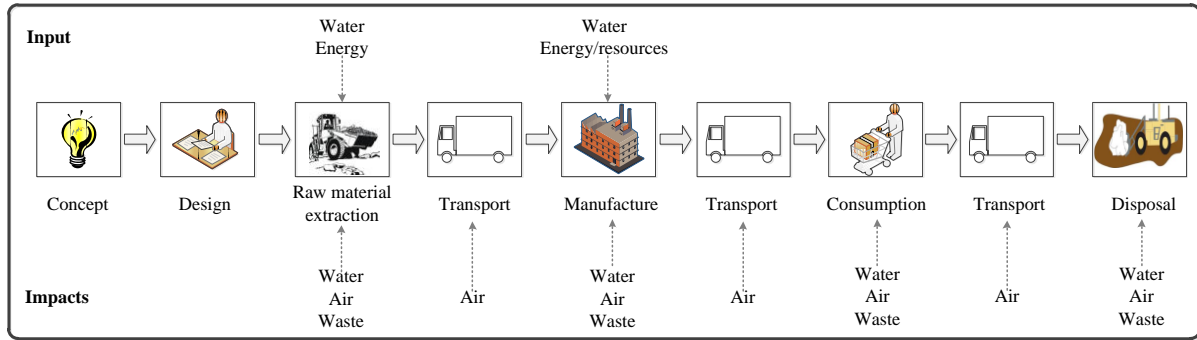 Input
Water
Energy
Water
Energy/resources
Concept
Design
Raw material
extraction
Transport
Manufacture
Transport
Consumption
Transport
Disposal
Impacts
Water
Air
Waste
Air
Water
Air
Waste
Air
Water
Air
Waste
Air
Water
Air
Waste